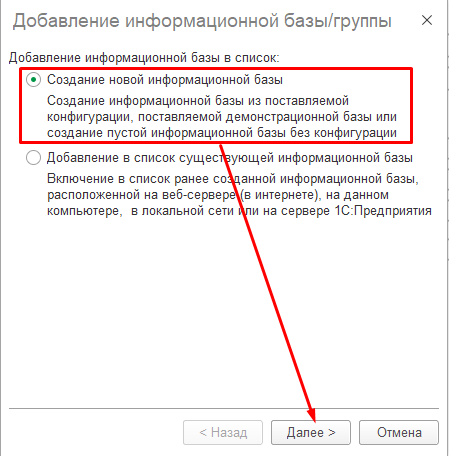 Добавление информационной базы/группы
Добавление информационной базы в список:
Создание новой информационной базы
Создание информационной базы из поставляемой
конфигурации, поставляемой демонстрационной базы или
создание пустой информационной базы без конфигурации
Добавление в список существующей информационной базы
Включение в список ранее созданной информационной базы,
расположенной на веб-сервере (в интернете), на данном
компьютере, в локальной сети или на сервере 1С:Предприятия
< Назад
Далее >
Отмена